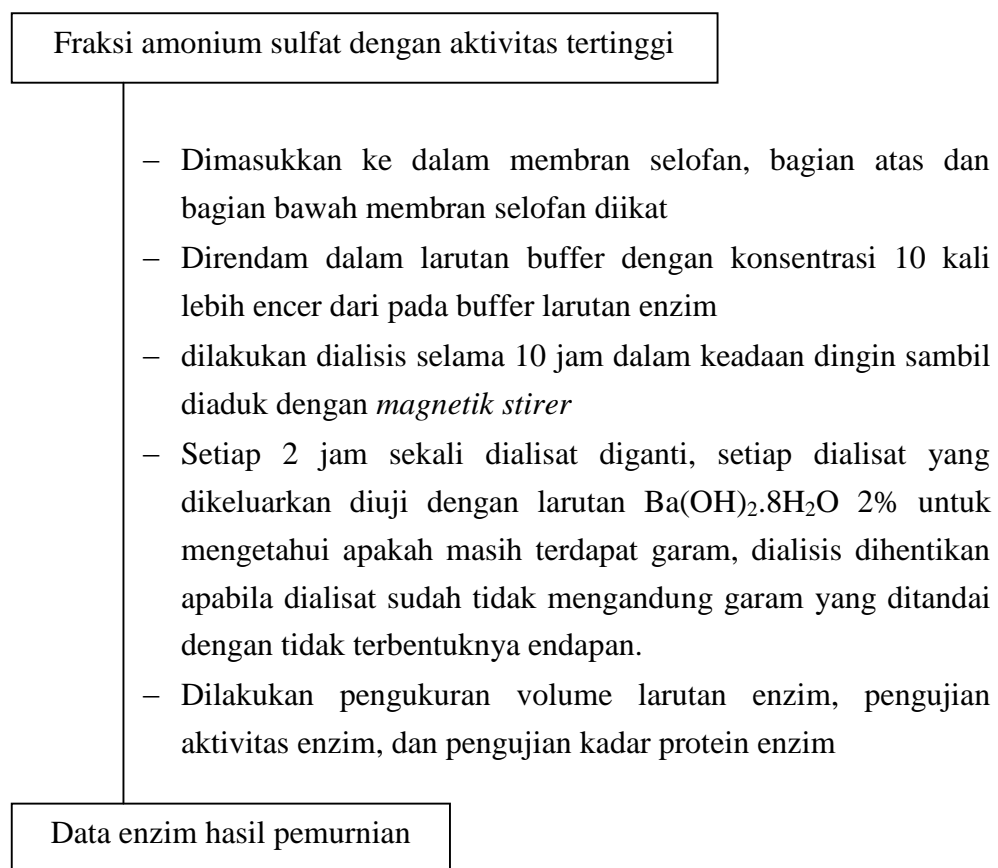 Fraksi amonium sulfat dengan aktivitas tertinggi
– Dimasukkan ke dalam membran selofan, bagian atas dan
bagian bawah membran selofan diikat
– Direndam dalam larutan buffer dengan konsentrasi 10 kali
lebih encer dari pada buffer larutan enzim
– dilakukan dialisis selama 10 jam dalam keadaan dingin sambil
diaduk dengan magnetik stirer
– Setiap 2 jam sekali dialisat diganti, setiap dialisat yang
dikeluarkan diuji dengan larutan Ba(OH)₂.8H₂O 2% untuk
mengetahui apakah masih terdapat garam, dialisis dihentikan
apabila dialisat sudah tidak mengandung garam yang ditandai
dengan tidak terbentuknya endapan.
– Dilakukan pengukuran volume larutan enzim, pengujian
aktivitas enzim, dan pengujian kadar protein enzim
Data enzim hasil pemurnian